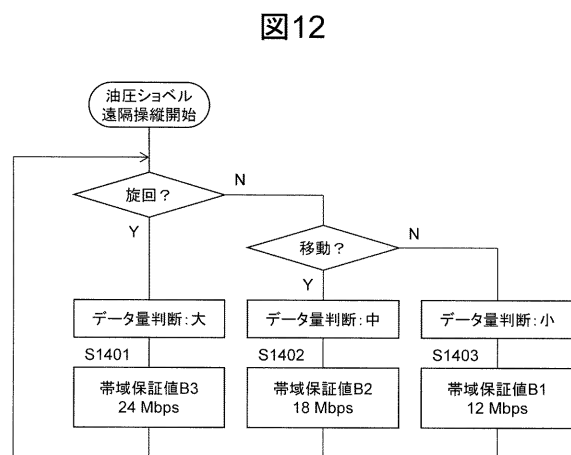 図12
油圧ショベル
遠隔操縦開始
旋回？
N
Y
移動？
N
Y
データ量判断:大
データ量判断:中
データ量判断:小
S1401
S1402
S1403
帯域保証値B3
24 Mbps
帯域保証値B2
18 Mbps
帯域保証値B1
12 Mbps